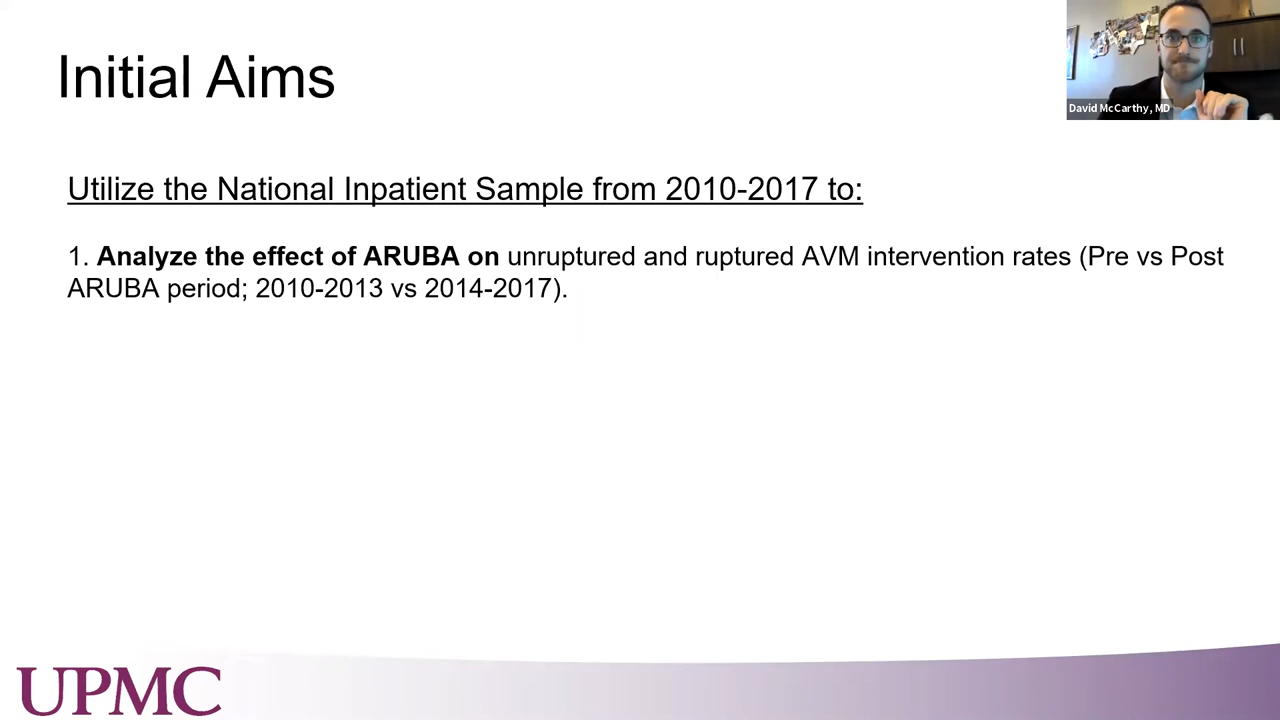 Initial Aims
David McCarthy, MD
Utilize the National Inpatient Sample from 2010-2017 to:
1. Analyze the effect of ARUBA on unruptured and ruptured AVM intervention rates (Pre vs Post
ARUBA period; 2010-2013 vs 2014-2017).
UPMC